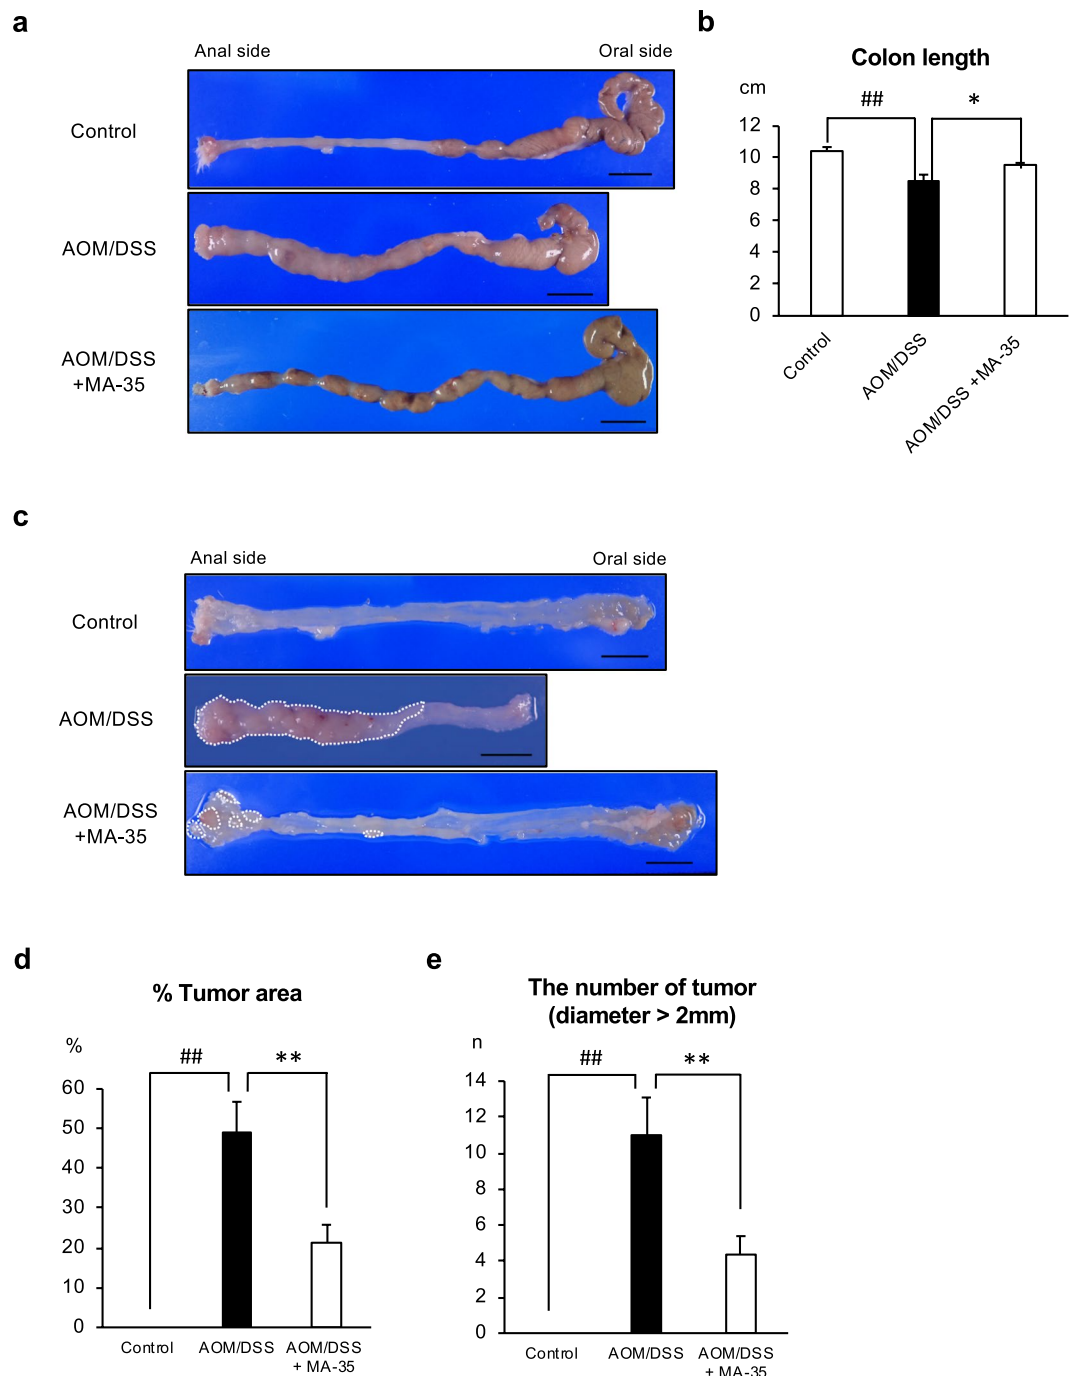 a
Anal side
Oral side
Control
AOM/DSS
AOM/DSS
+MA-35
b
Colon length
cm
##
*
12
10
8
6
4
2
0
Control
AOM/DSS
AOM/DSS +MA-35
c
Anal side
Oral side
Control
AOM/DSS
AOM/DSS
+MA-35
d
% Tumor area
%
##
**
60
50
40
30
20
10
0
Control
AOM/DSS
AOM/DSS
+ MA-35
e
The number of tumor
(diameter > 2mm)
n
##
**
14
12
10
8
6
4
2
0
Control
AOM/DSS
AOM/DSS
+ MA-35